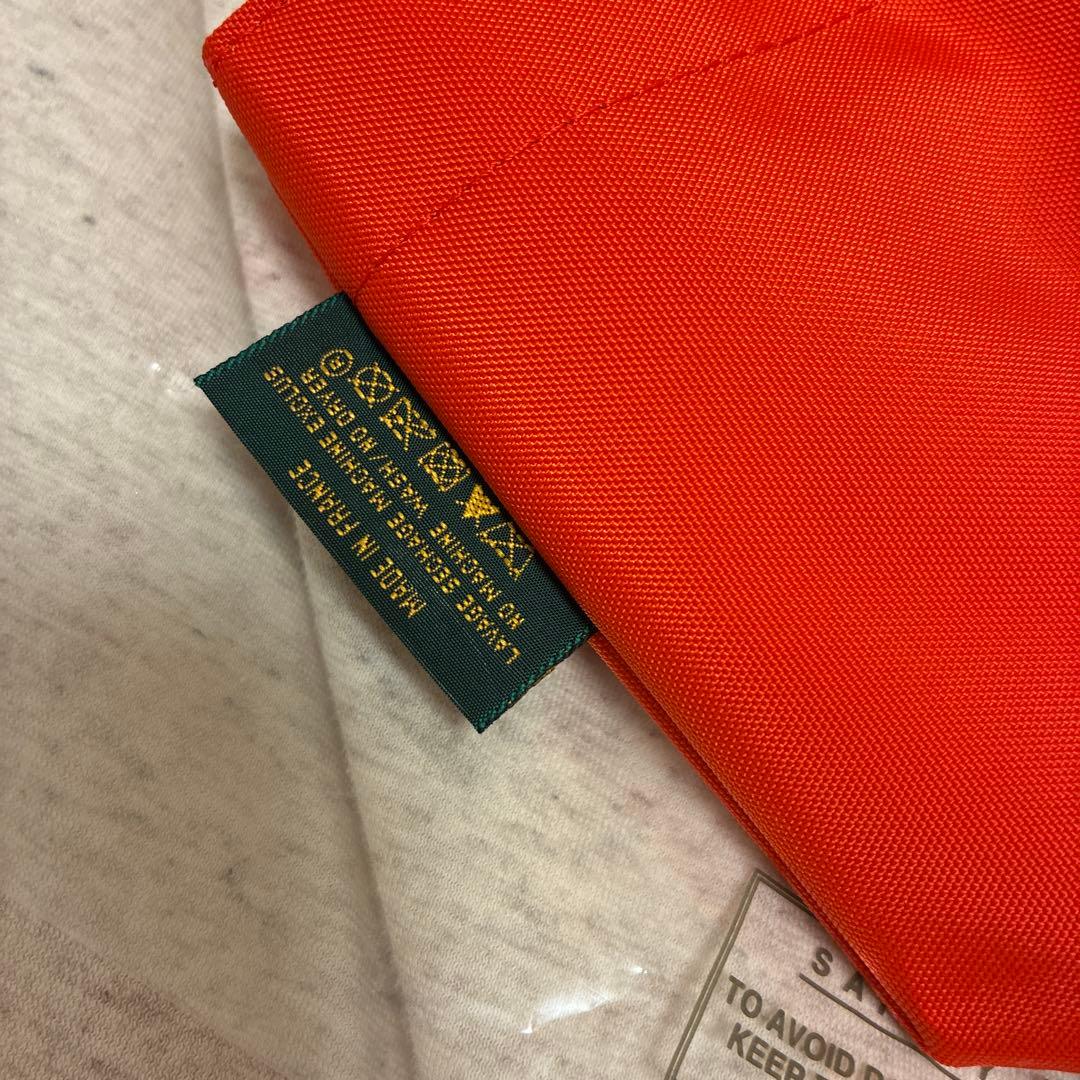 MADE IN FRANCE
LAVAGE SECHAGE MACHINE EXCLUS
NO MACHINE WASH/NO DRYER
TO AVOID
KEEP